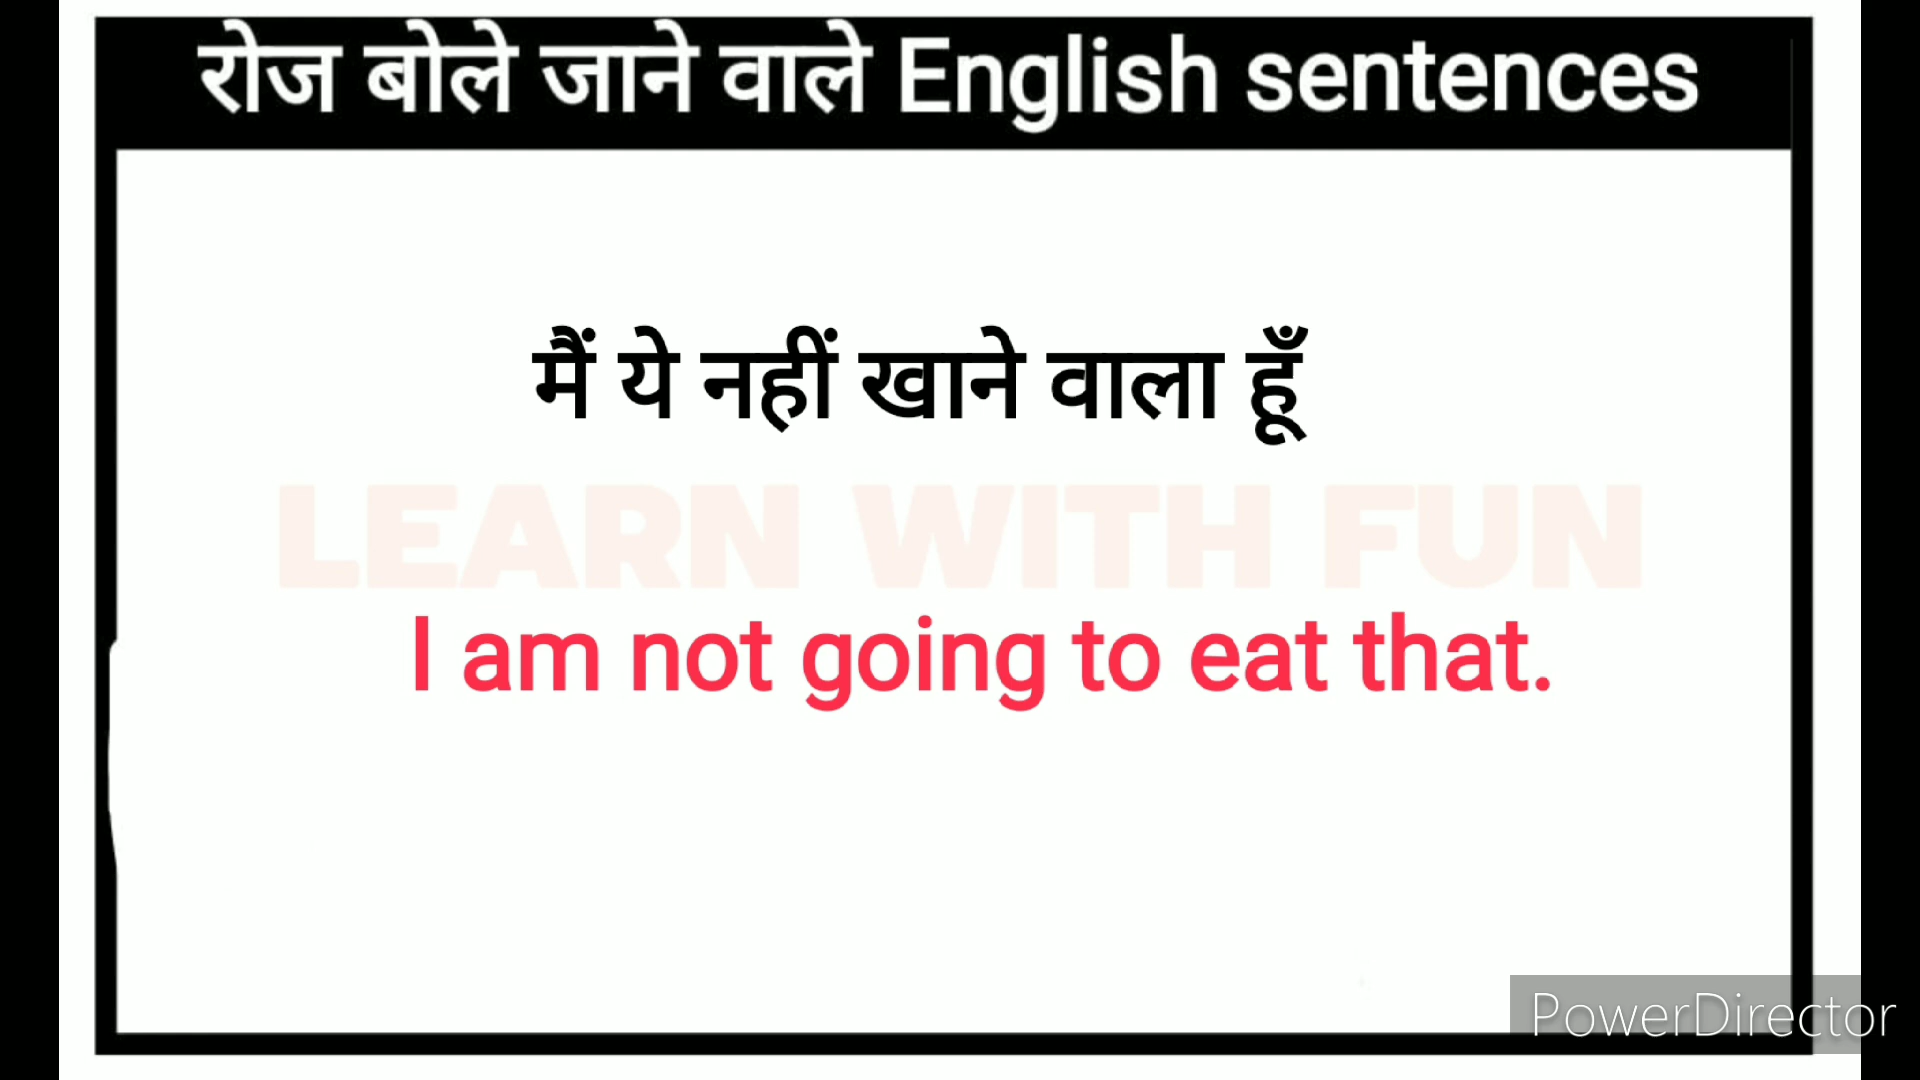 रोज बोले जाने वाले English sentences
मैं ये नहीं खाने वाला हूँ
LEARN WITH FUN
I am not going to eat that.
PowerDirector